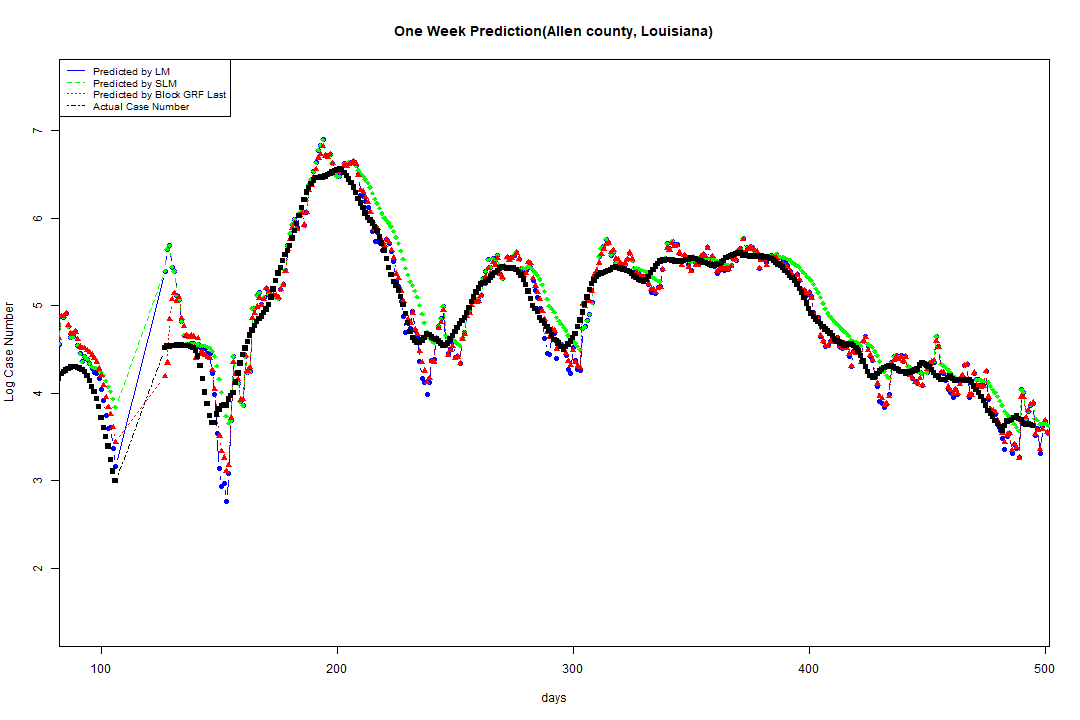 One Week Prediction(Allen county, Louisiana)
Predicted by LM
Predicted by SLM
Predicted by Block GRF Last
Actual Case Number
7
6
5
4
3
2
Log Case Number
100 200 300 400 500
days